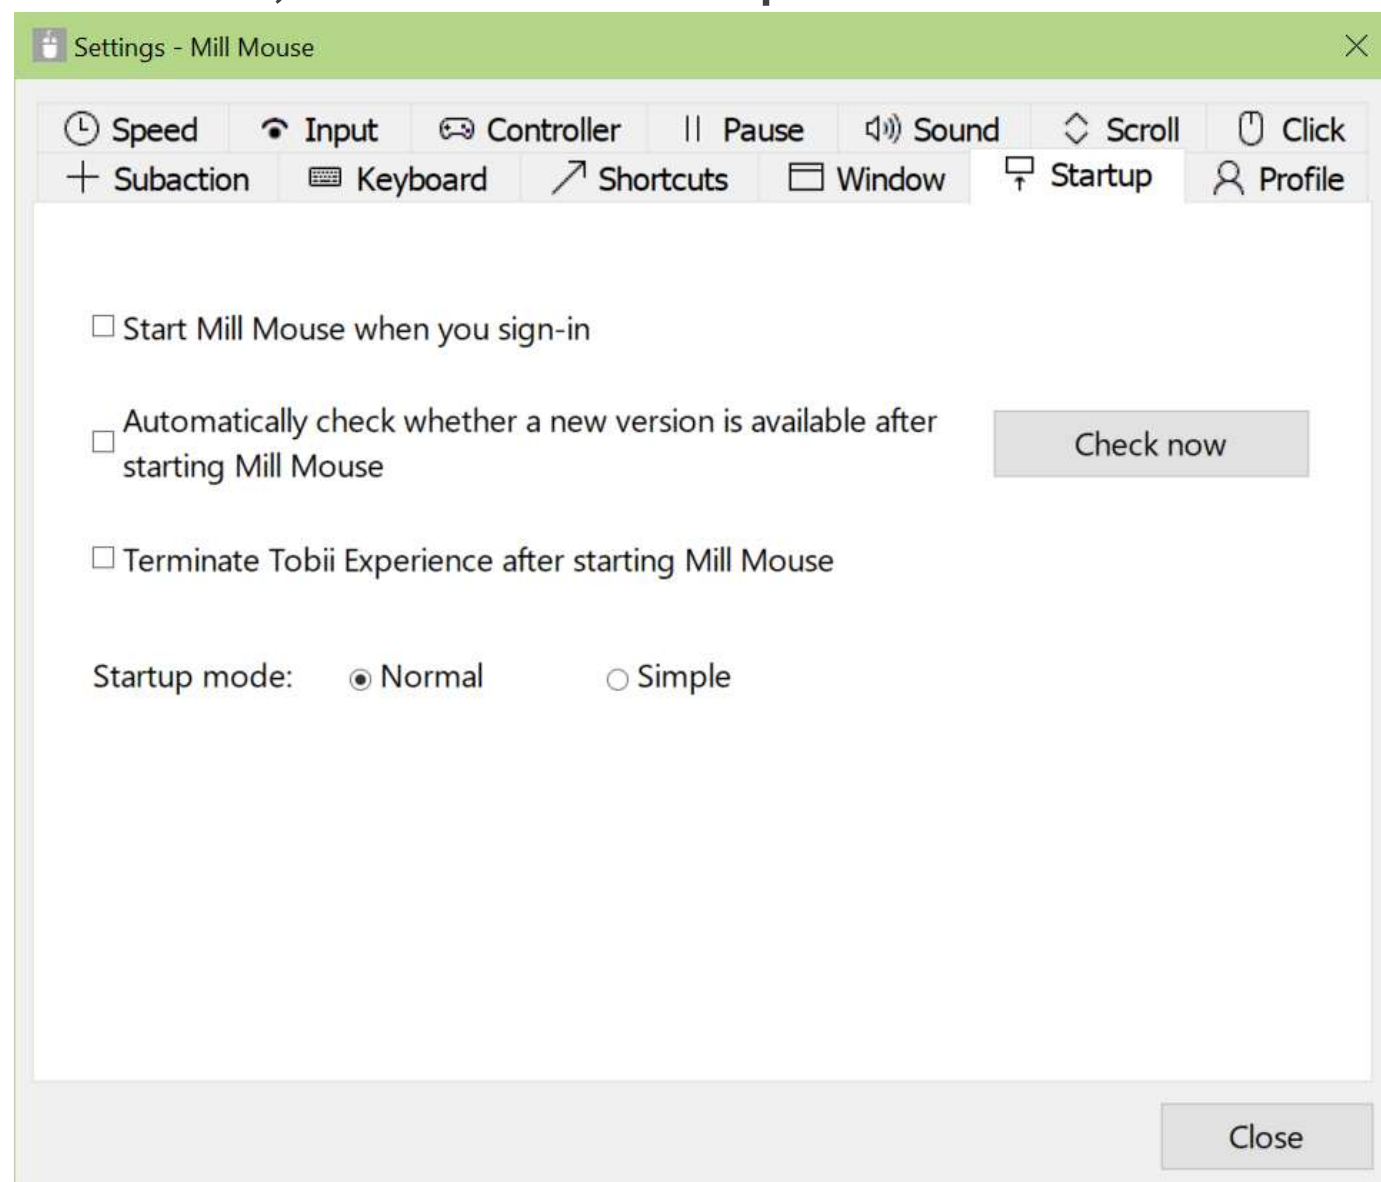 Settings - Mill Mouse
Speed Input Controller Pause Sound Scroll Click
Subaction Keyboard Shortcuts Window Startup Profile
Start Mill Mouse when you sign-in
Automatically check whether a new version is available after
starting Mill Mouse
Check now
Terminate Tobii Experience after starting Mill Mouse
Startup mode: Normal Simple
Close